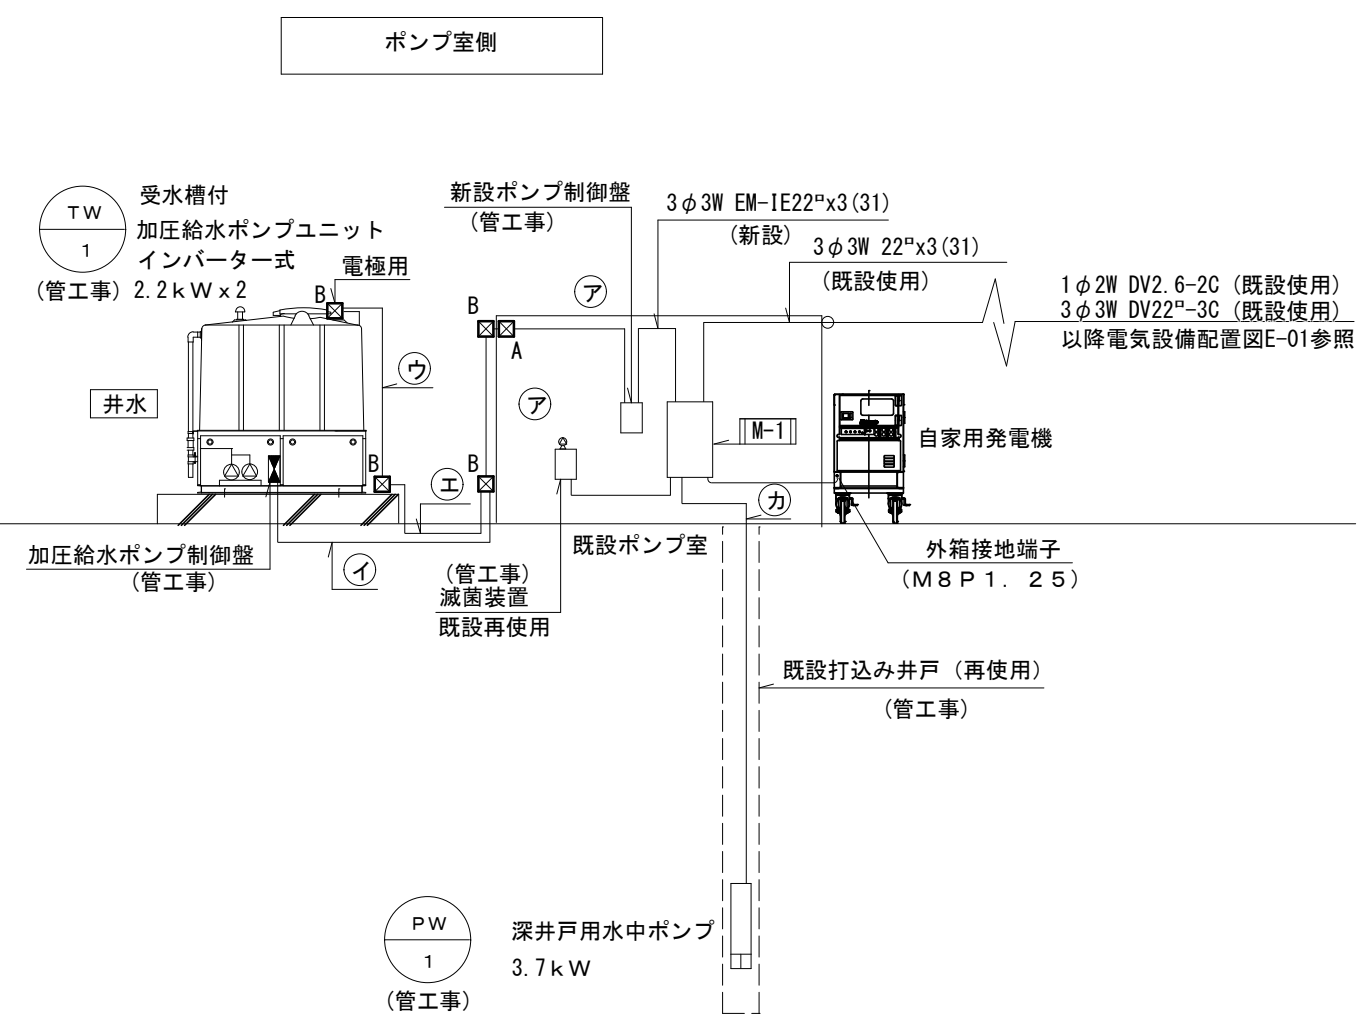 ポンプ室側
TW
1
受水槽付
加圧給水ポンプユニット
インバーター式
(管工事) 2.2kWx2
電極用
新設ポンプ制御盤
(管工事)
3φ3W EM-IE22□x3(31)
(新設)
3φ3W 22□x3(31)
(既設使用)
1φ2W DV2.6-2C (既設使用)
3φ3W DV22□-3C (既設使用)
以降電気設備配置図E-01参照
B
B
A
ア
ア
ウ
井水
M-1
自家用発電機
B
B
エ
カ
加圧給水ポンプ制御盤
(管工事)
イ
(管工事)
滅菌装置
既設再使用
既設ポンプ室
外箱接地端子
(M8P1.25)
既設打込み井戸 (再使用)
(管工事)
PW
1
(管工事)
深井戸用水中ポンプ
3.7kW